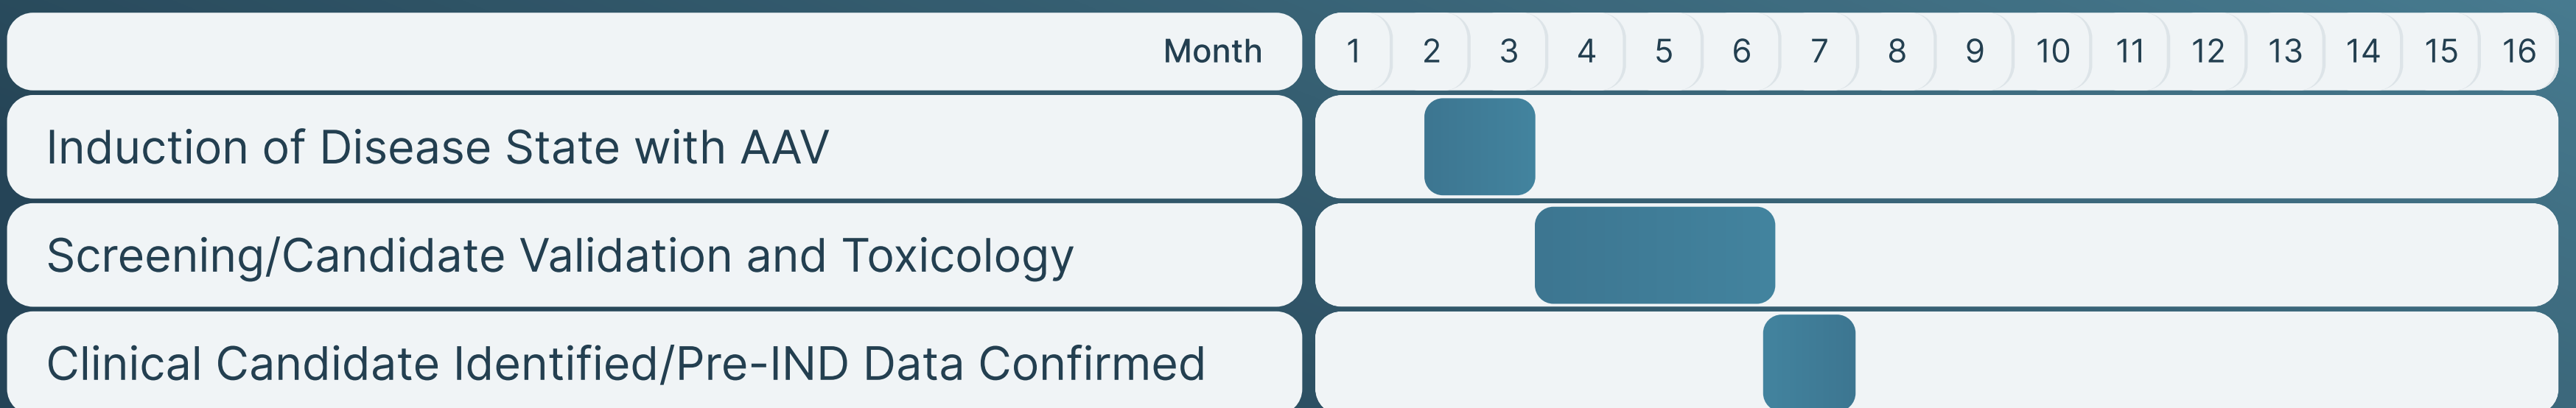 Month 1 2 3 4 5 6 7 8 9 10 11 12 13 14 15 16
Induction of Disease State with AAV
Screening/Candidate Validation and Toxicology
Clinical Candidate Identified/Pre-IND Data Confirmed